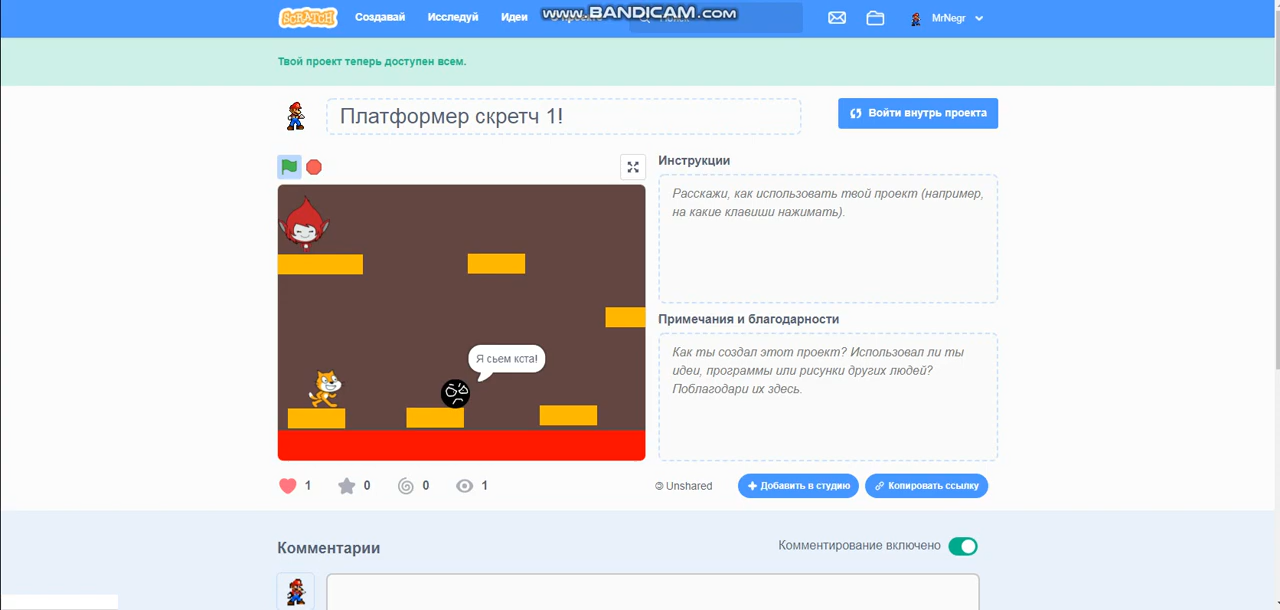 SCRATCH Создавай Исследуй Идеи
www.BANDICAM.com
MrNegr
Твой проект теперь доступен всем.
Платформер скретч 1!
Войти внутрь проекта
Инструкции
Расскажи, как использовать твой проект (например,
на какие клавиши нажимать).
Я сьем кста!
Примечания и благодарности
Как ты создал этот проект? Использовал ли ты
идеи, программы или рисунки других людей?
Поблагодари их здесь.
1 0 0 1
Unshared
Добавить в студию
Копировать ссылку
Комментарии
Комментирование включено